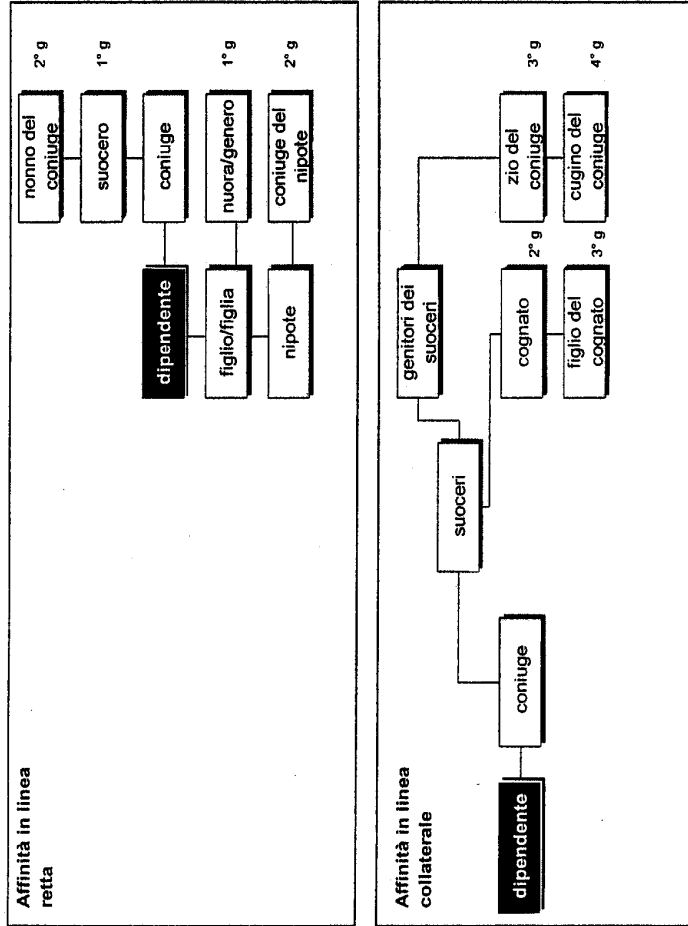 Affinità in linea
retta
nonno del
coniuge
2° g
suocero
1° g
dipendente
coniuge
figlio/figlia
nuora/genero
1° g
nipote
coniuge del
nipote
2° g
Affinità in linea
collaterale
genitori dei
suoceri
suoceri
dipendente
coniuge
cognato
2° g
zio del
coniuge
3° g
figlio del
cognato
3° g
cugino del
coniuge
4° g